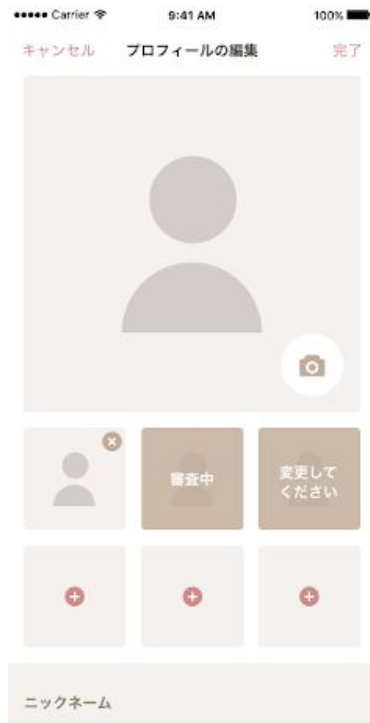 Carrier 9:41 AM 100%
キャンセル プロフィールの編集 完了
審査中
変更して
ください
ニックネーム